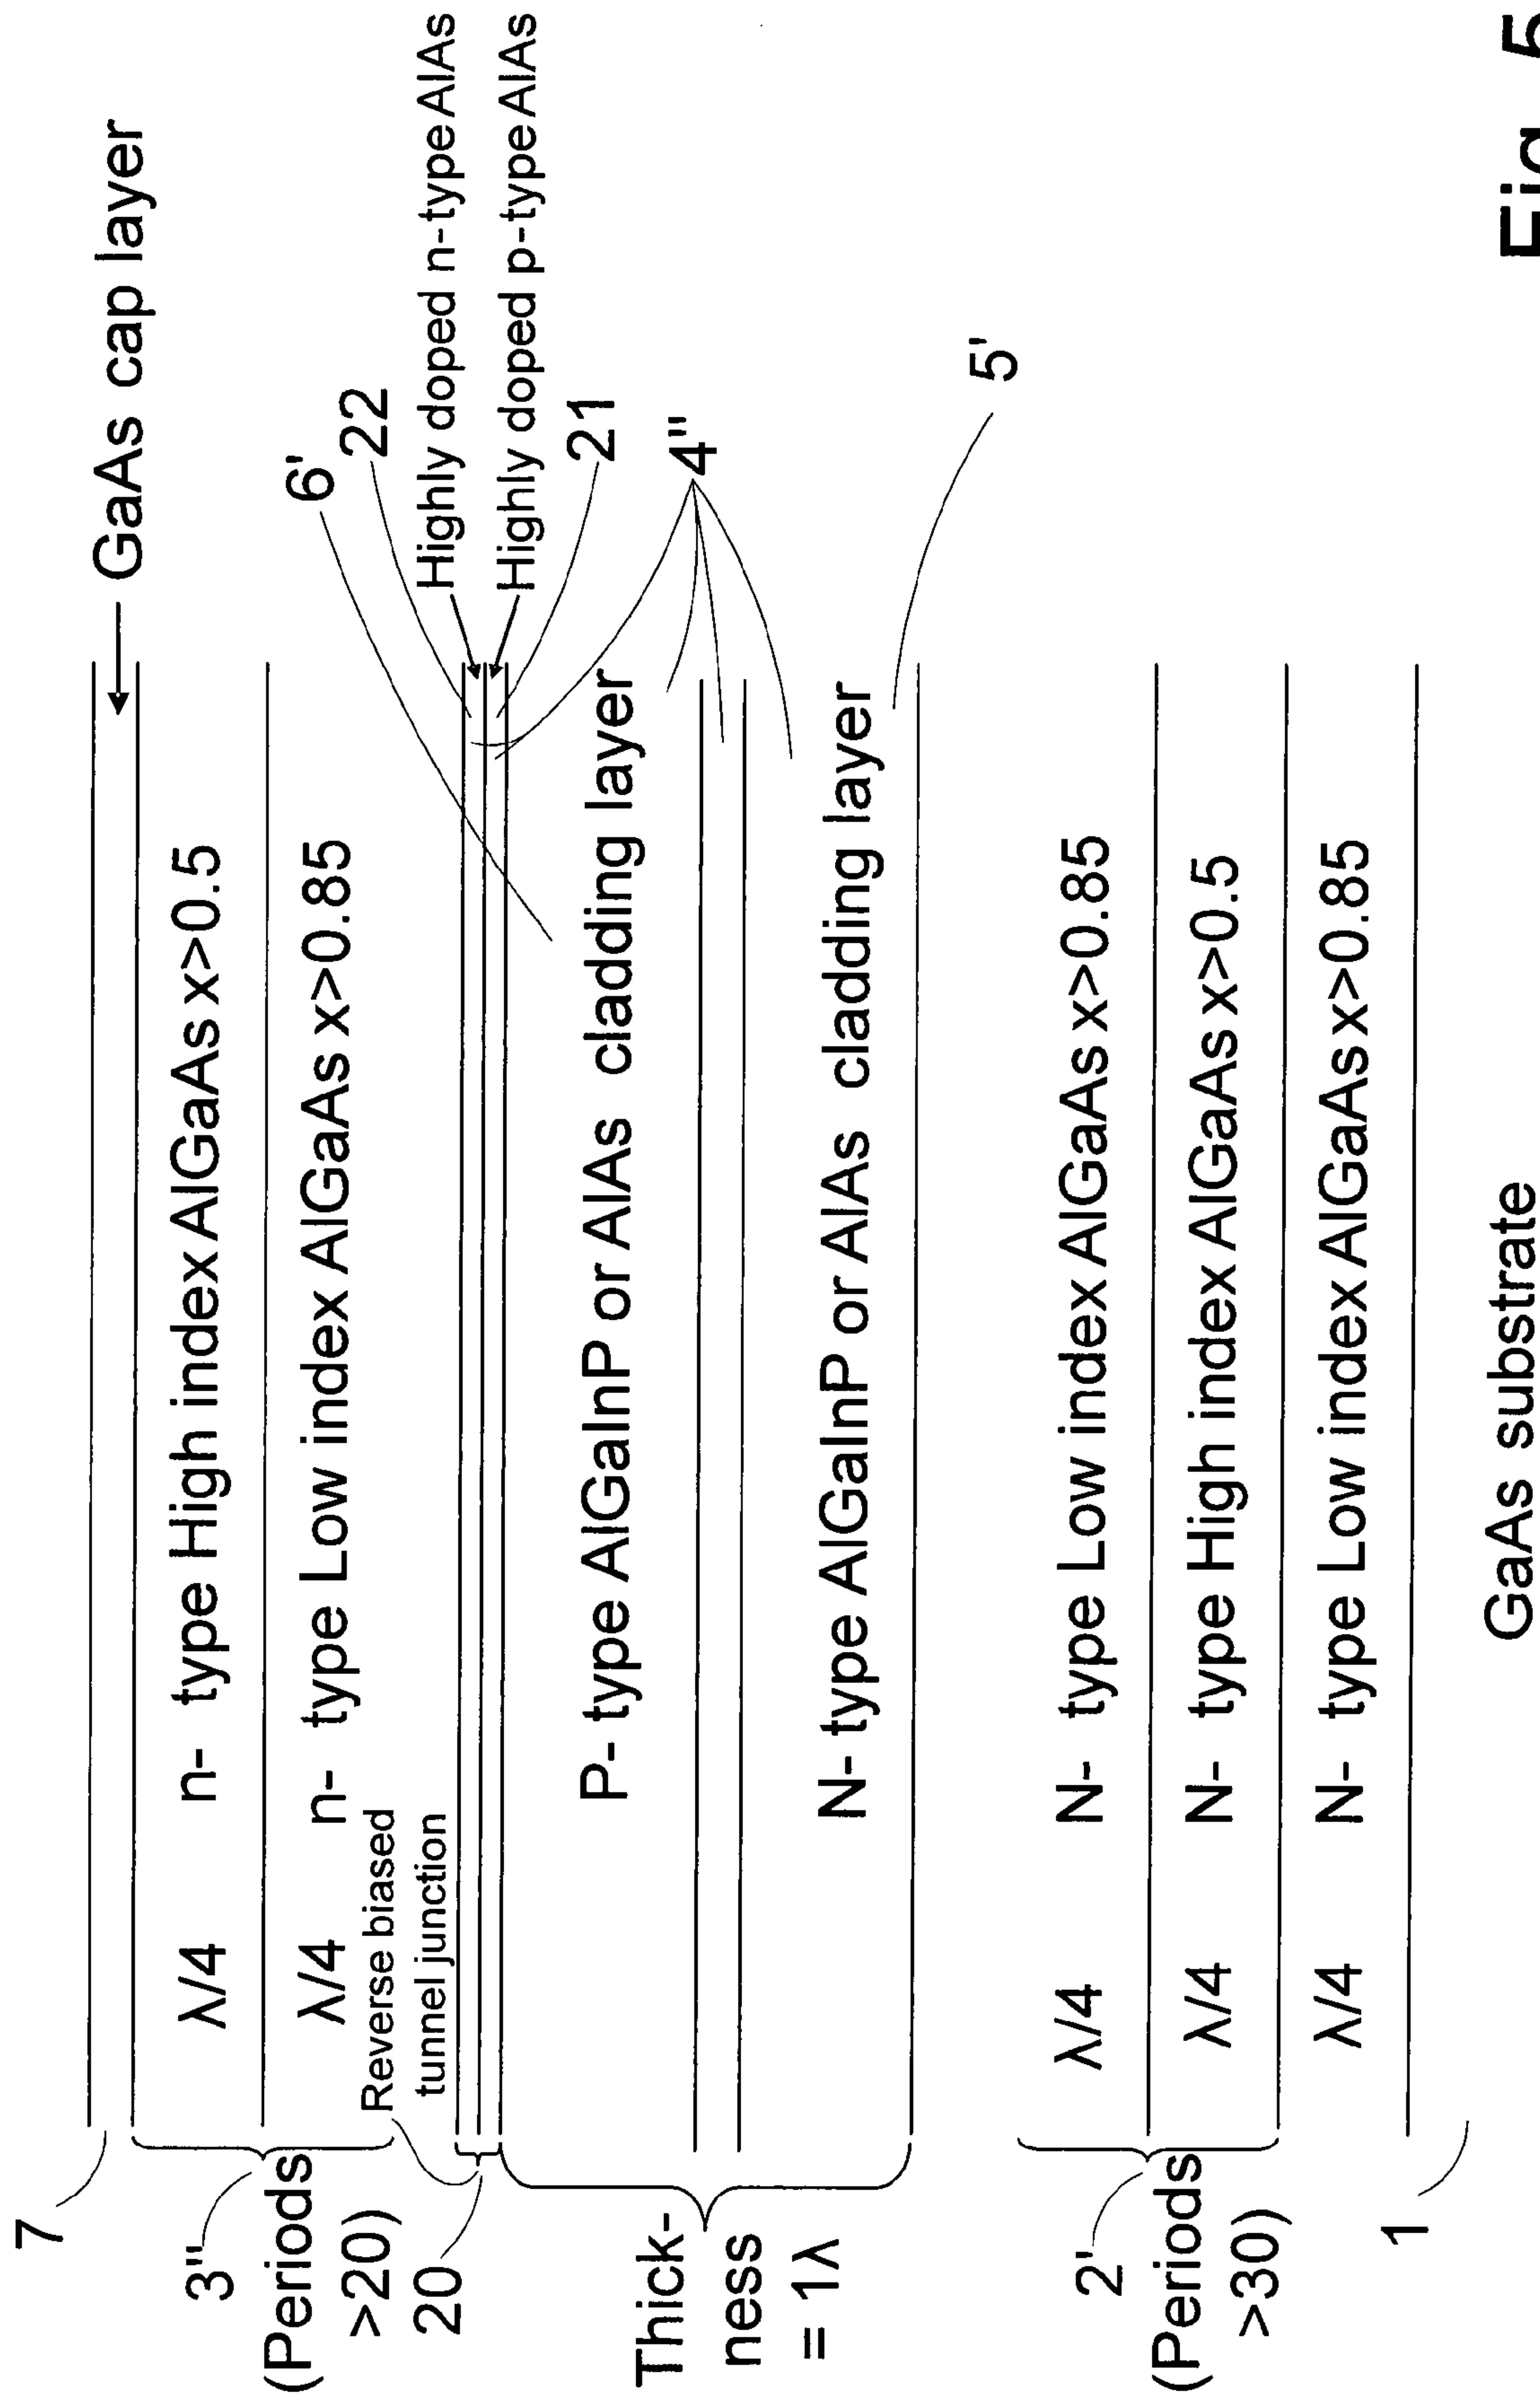 7
GaAs cap layer
3"
(Periods
>20)
λ/4 n- type High index AlGaAs x>0.5
λ/4 n- type Low index AlGaAs x>0.85
6'
22
Reverse biased
tunnel junction
20
Highly doped n-type AlAs
Highly doped p-type AlAs
21
4"
Thick-
ness
= 1λ
P- type AlGaInP or AlAs cladding layer
N- type AlGaInP or AlAs cladding layer
5'
2'
(Periods
>30)
λ/4 N- type Low index AlGaAs x>0.85
λ/4 N- type High index AlGaAs x>0.5
λ/4 N- type Low index AlGaAs x>0.85
1
GaAs substrate
Fig. 5